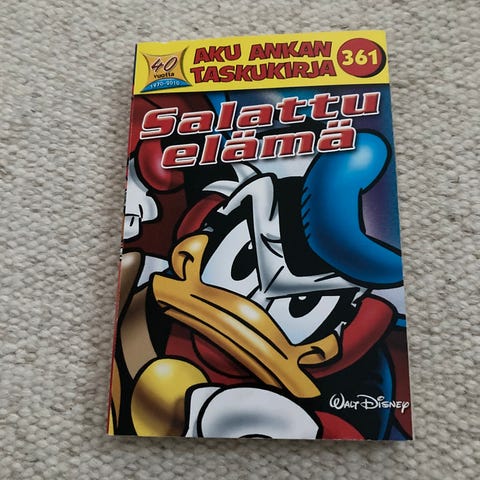 40
vuotta
1970-2010
AKU ANKAN
TASKUKIRJA
361
Salattu
elämä
WALT DISNEY